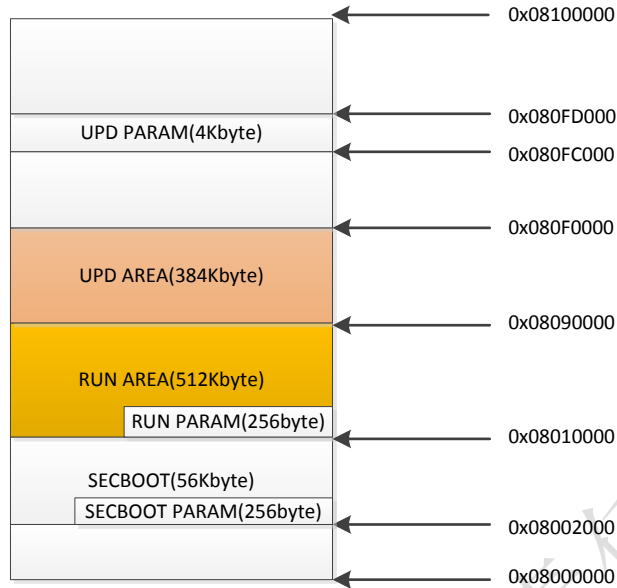 0x08100000
0x080FD000
UPD PARAM(4Kbyte)
0x080FC000
0x080F0000
UPD AREA(384Kbyte)
0x08090000
RUN AREA(512Kbyte)
RUN PARAM(256byte)
0x08010000
SECBOOT(56Kbyte)
SECBOOT PARAM(256byte)
0x08002000
0x08000000